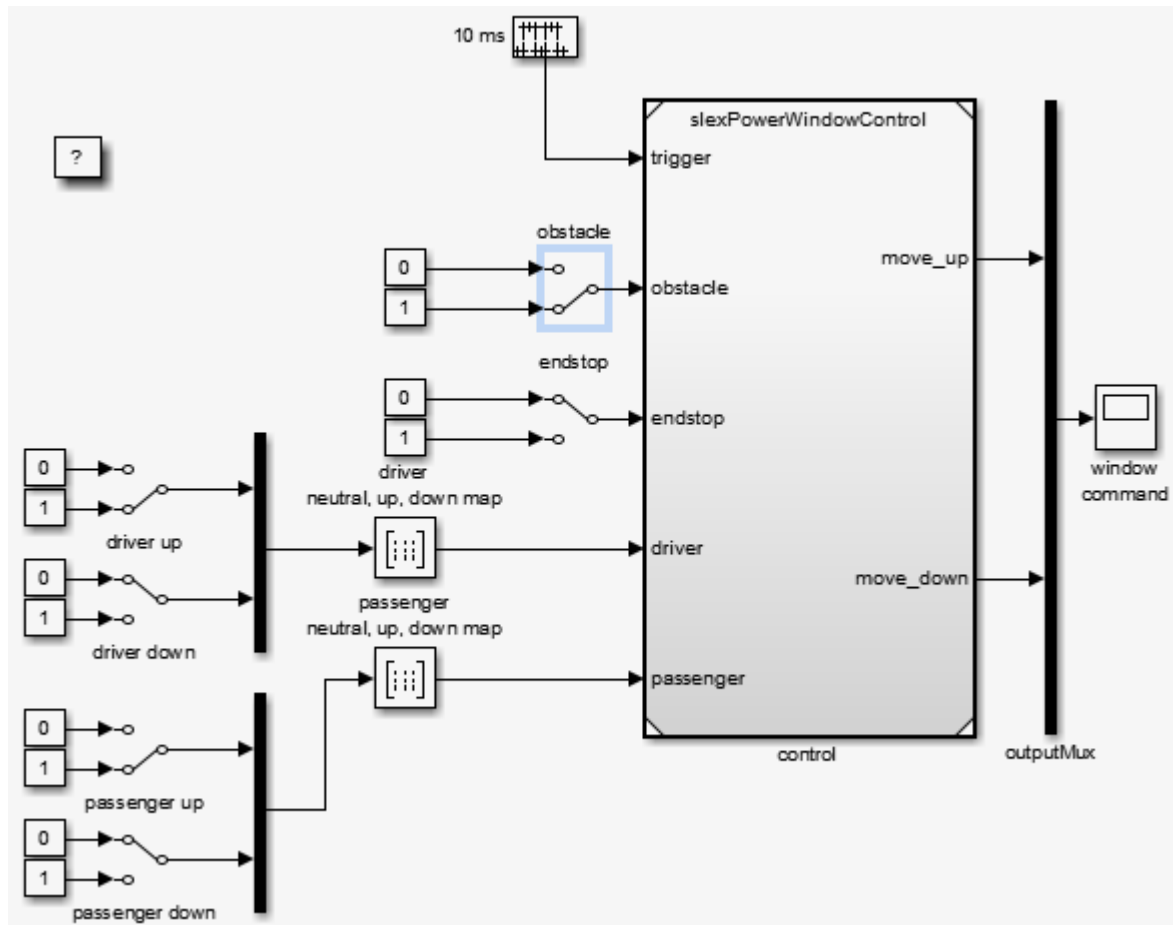 10 ms
slexPowerWindowControl
trigger
?
obstacle
0
1
obstacle
move_up
endstop
0
1
endstop
driver
neutral, up, down map
window
command
0
1
driver up
driver
move_down
0
1
driver down
passenger
neutral, up, down map
passenger
0
1
passenger up
control
outputMux
0
1
passenger down